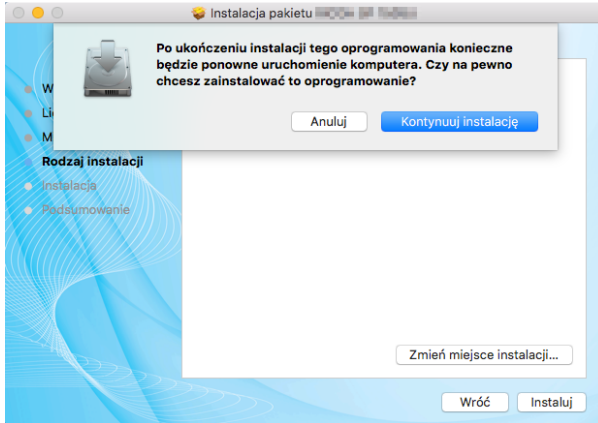 Instalacja pakietu
Po ukończeniu instalacji tego oprogramowania konieczne
będzie ponowne uruchomienie komputera. Czy na pewno
chcesz zainstalować to oprogramowanie?
Anuluj
Kontynuuj instalację
W
Li
M
Rodzaj instalacji
Instalacja
Podsumowanie
Zmień miejsce instalacji...
Wróć
Instaluj